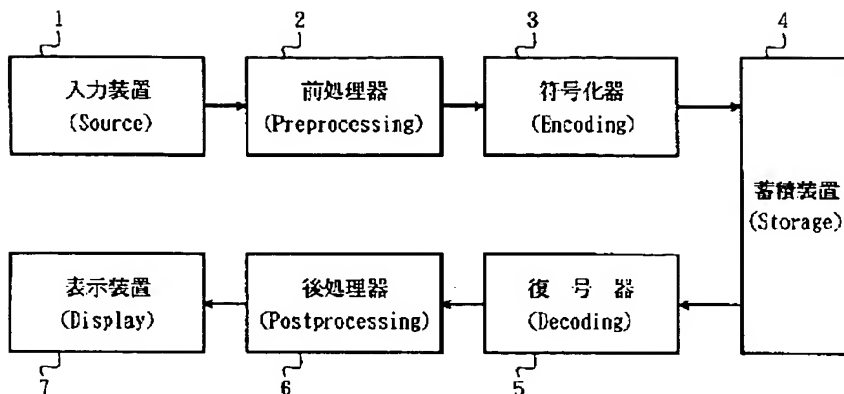 1
2
3
4
入力装置
(Source)
前処理器
(Preprocessing)
符号化器
(Encoding)
蓄積装置
(Storage)
表示装置
(Display)
後処理器
(Postprocessing)
復号器
(Decoding)
7
6
5